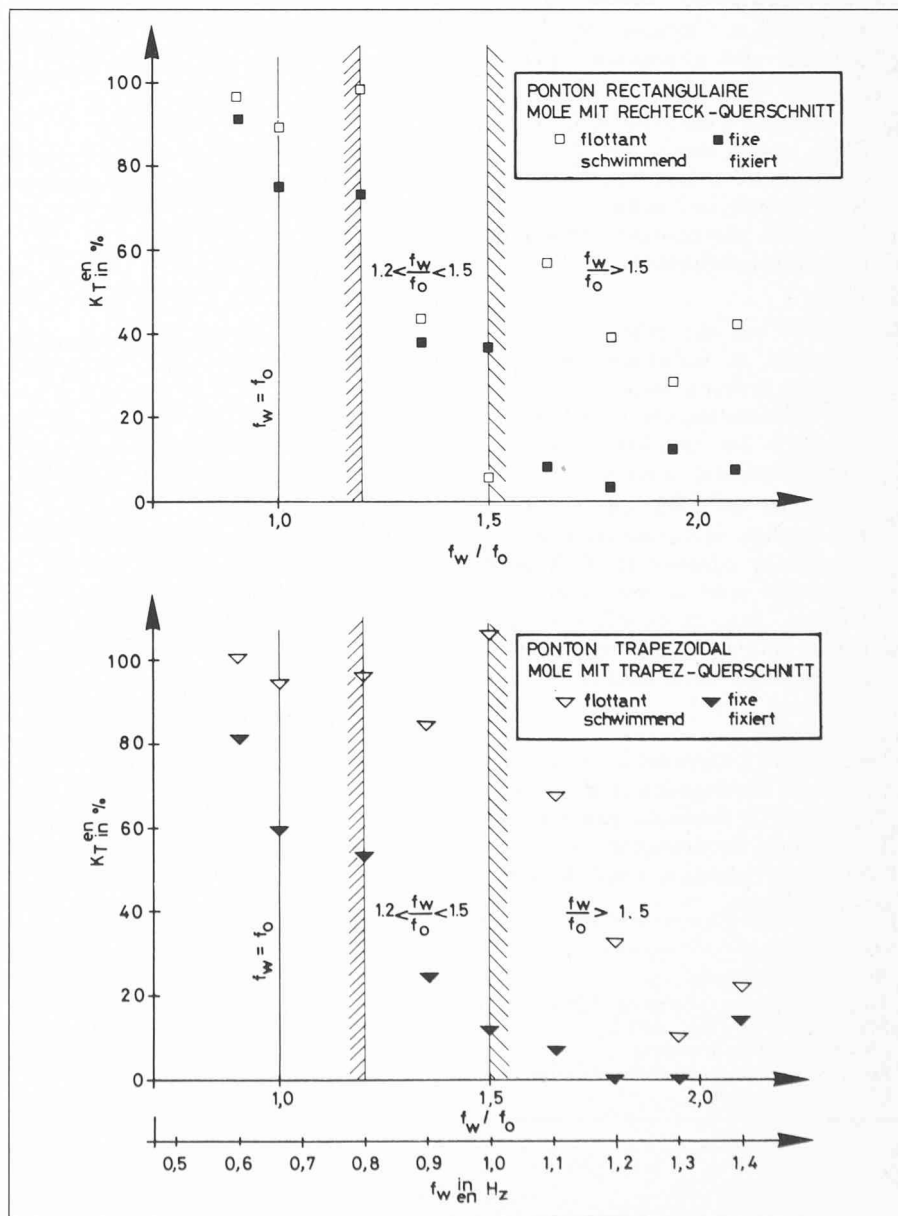 100
80
60
40
20
0
K_T en in %
PONTON RECTANGULAIRE
MOLE MIT RECHTECK-QUERSCHNITT
□ flottant ■ fixe
schwimmend fixiert
f_w = f_o
1.2 < f_w/f_o < 1.5
f_w/f_o > 1.5
1,0 1,5 2,0
f_w / f_o
100
80
60
40
20
0
K_T en in %
PONTON TRAPEZOIDAL
MOLE MIT TRAPEZ-QUERSCHNITT
▽ flottant ▼ fixe
schwimmend fixiert
f_w = f_o
1.2 < f_w/f_o < 1.5
f_w/f_o > 1.5
1,0 1,5 2,0
f_w / f_o
0,5 0,6 0,7 0,8 0,9 1,0 1,1 1,2 1,3 1,4
f_w in en Hz